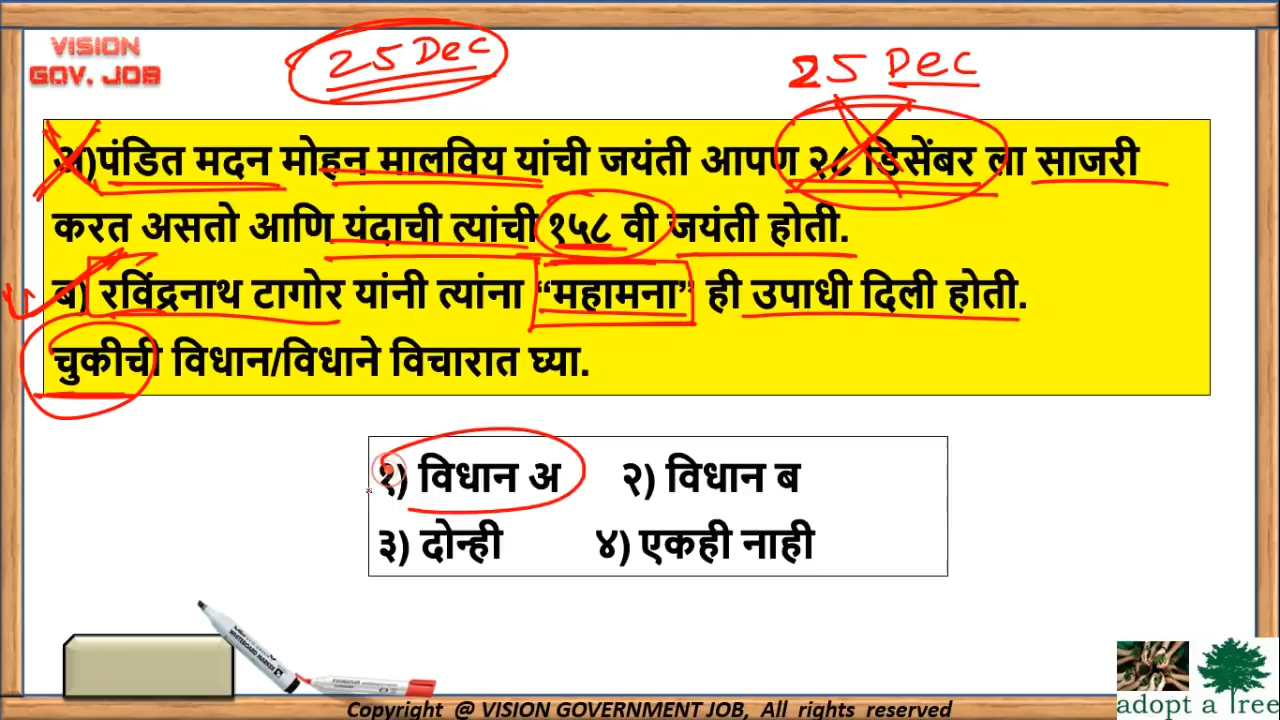 VISION
GOV. JOB
25 Dec
25 Dec
अ)पंडित मदन मोहन मालविय यांची जयंती आपण २८ डिसेंबर ला साजरी
करत असतो आणि यंदाची त्यांची १५८ वी जयंती होती.
ब) रविंद्रनाथ टागोर यांनी त्यांना “महामना” ही उपाधी दिली होती.
चुकीची विधान/विधाने विचारात घ्या.
१) विधान अ २) विधान ब
३) दोन्ही ४) एकही नाही
adopt a Tree
Copyright @ VISION GOVERNMENT JOB, All rights reserved